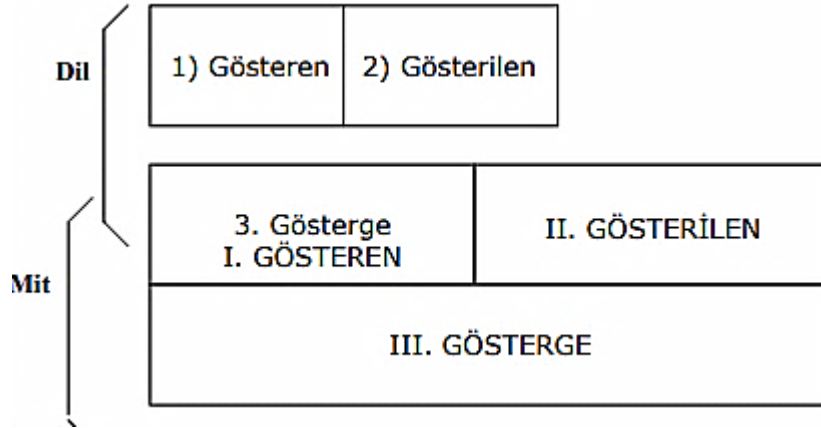 Dil
1) Gösteren
2) Gösterilen
3. Gösterge
I. GÖSTEREN
II. GÖSTERİLEN
Mit
III. GÖSTERGE